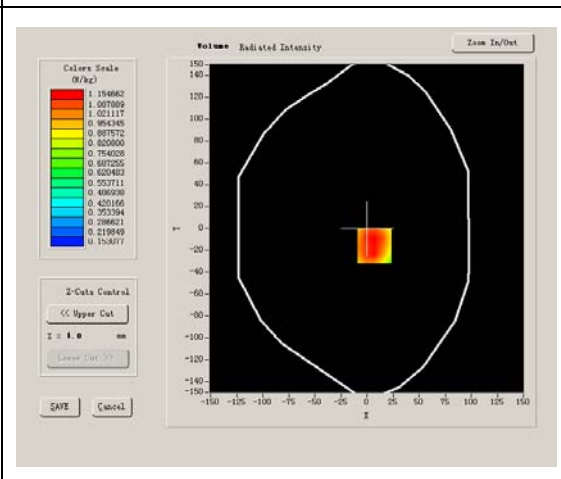 Volume Radiated Intensity
Zoom In/Out
Colors Scale
(W/kg)
1.154662
1.087889
1.021117
0.954345
0.887572
0.820800
0.754028
0.687255
0.620483
0.553711
0.486938
0.420166
0.353394
0.286621
0.219849
0.153077
150
140
120
100
80
60
40
20
0
-20
-40
-60
-80
-100
-120
-140
-150
Y
-150 -125 -100 -75 -50 -25 0 25 50 75 100 125 150
X
Z-Cuts Control
<< Upper Cut
Z = 4.0 mm
Lower Cut >>
SAVE Cancel